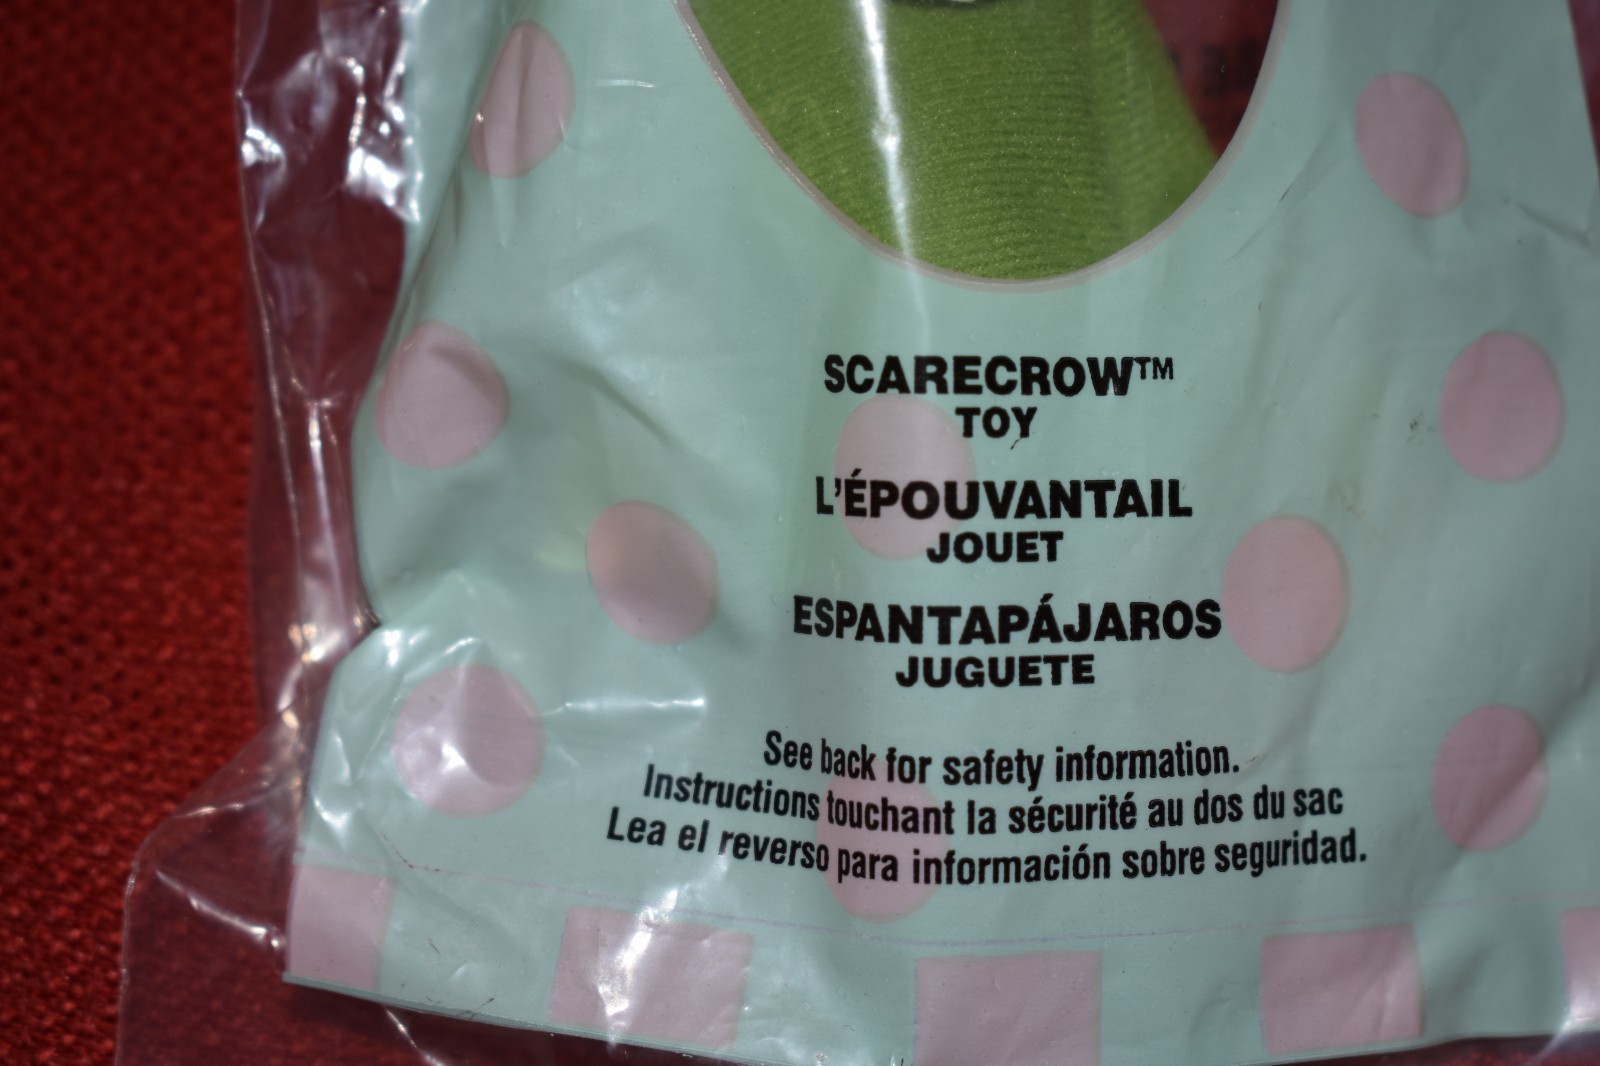 SCARECROW™
TOY
L'ÉPOUVANTAIL
JOUET
ESPANTAPÁJAROS
JUGUETE
See back for safety information.
Instructions touchant la sécurité au dos du sac
Lea el reverso para información sobre seguridad.